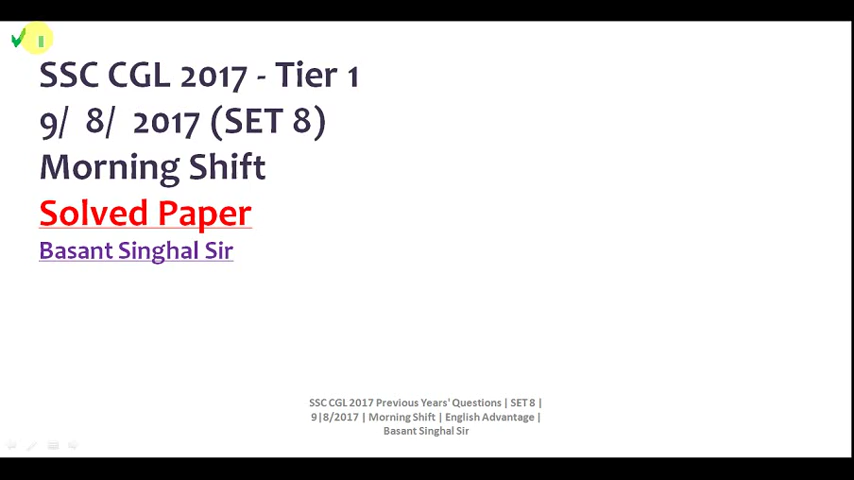 SSC CGL 2017 - Tier 1
9/ 8/ 2017 (SET 8)
Morning Shift
Solved Paper
Basant Singhal Sir
SSC CGL 2017 Previous Years' Questions | SET 8 |
9|8/2017 | Morning Shift | English Advantage |
Basant Singhal Sir